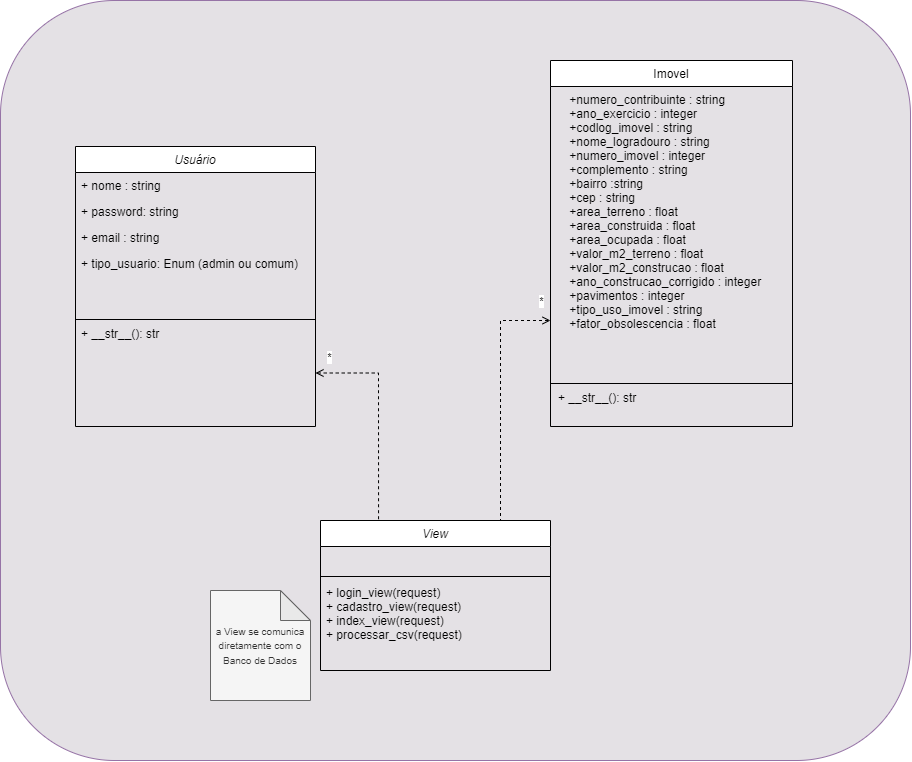 Usuário
+ nome : string
+ password: string
+ email : string
+ tipo_usuario: Enum (admin ou comum)
+ __str__(): str
*
Imovel
+numero_contribuinte : string
+ano_exercicio : integer
+codlog_imovel : string
+nome_logradouro : string
+numero_imovel : integer
+complemento : string
+bairro :string
+cep : string
+area_terreno : float
+area_construida : float
+area_ocupada : float
+valor_m2_terreno : float
+valor_m2_construcao : float
+ano_construcao_corrigido : integer
+pavimentos : integer
+tipo_uso_imovel : string
+fator_obsolescencia : float
+ __str__(): str
*
View
+ login_view(request)
+ cadastro_view(request)
+ index_view(request)
+ processar_csv(request)
a View se comunica
diretamente com o
Banco de Dados